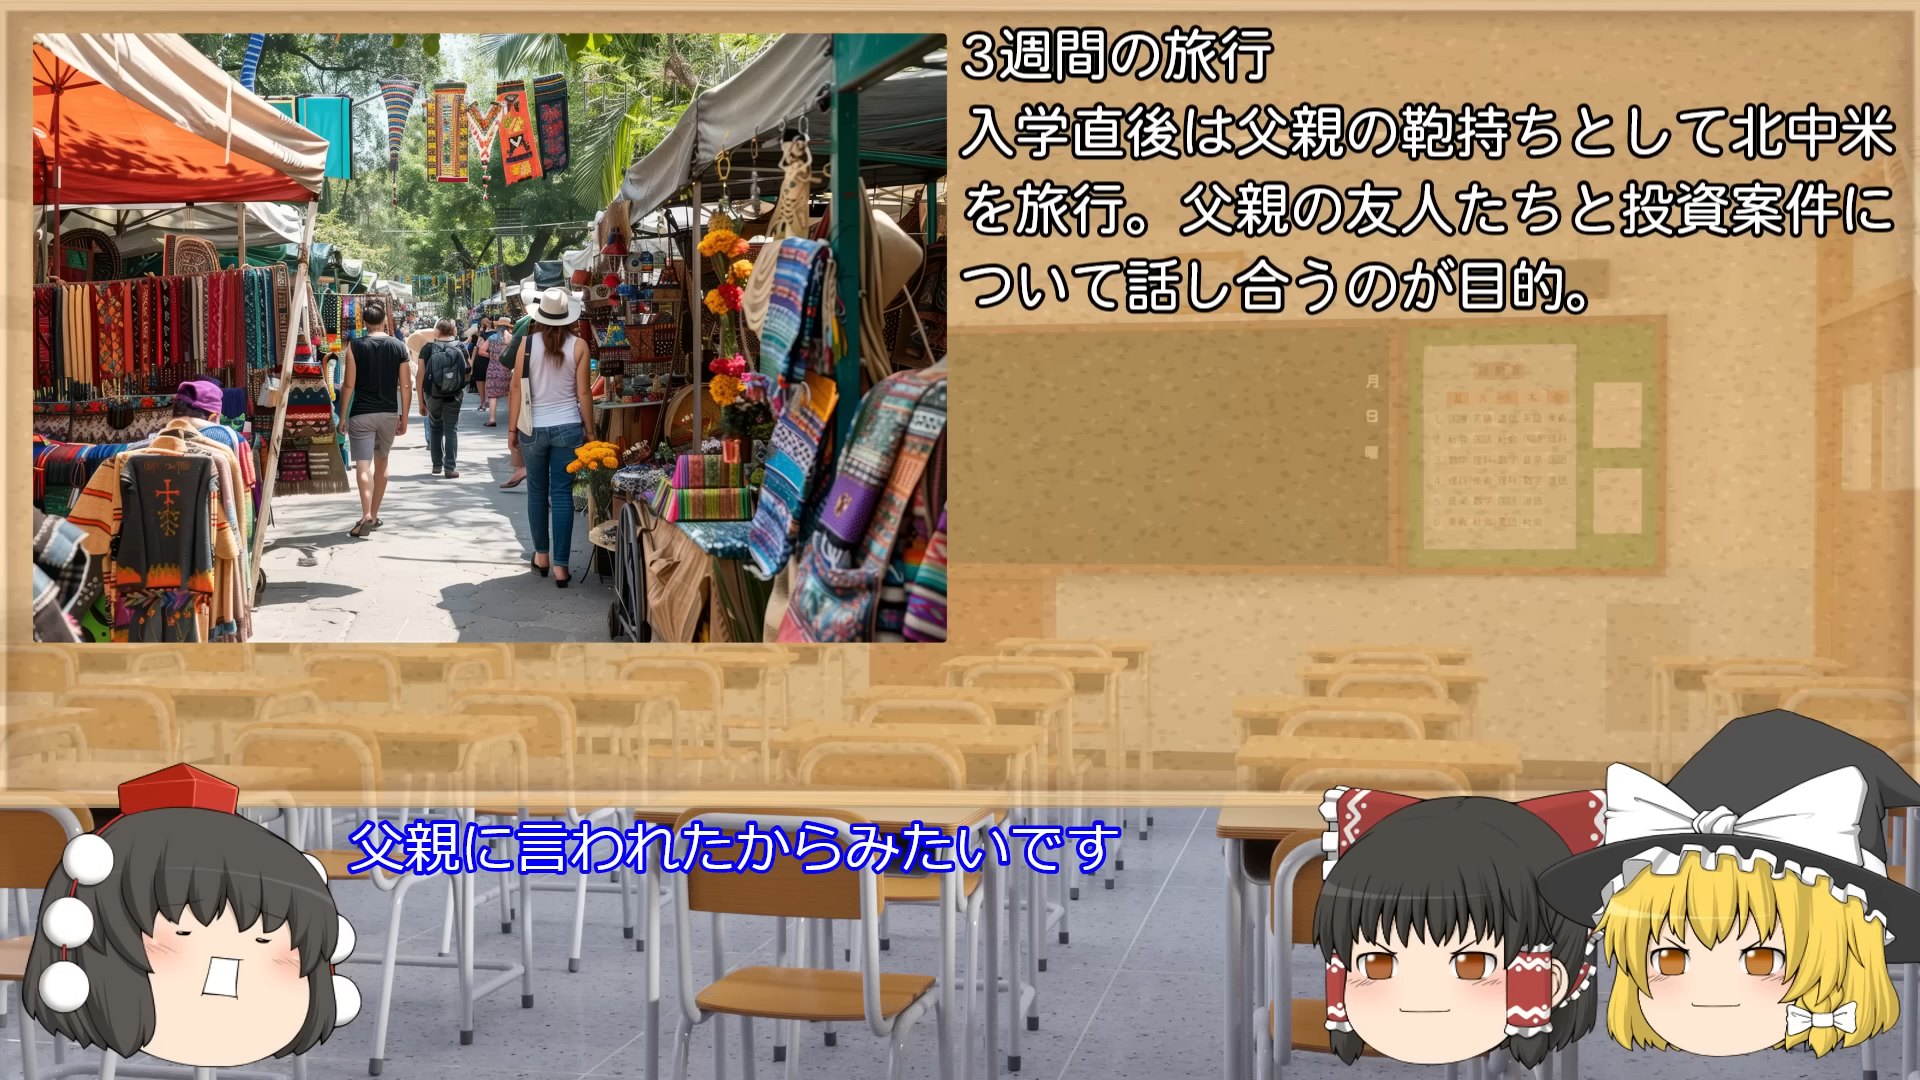 3週間の旅行
入学直後は父親の鞄持ちとして北中米
を旅行。父親の友人たちと投資案件に
ついて話し合うのが目的。
月
日
父親に言われたからみたいです